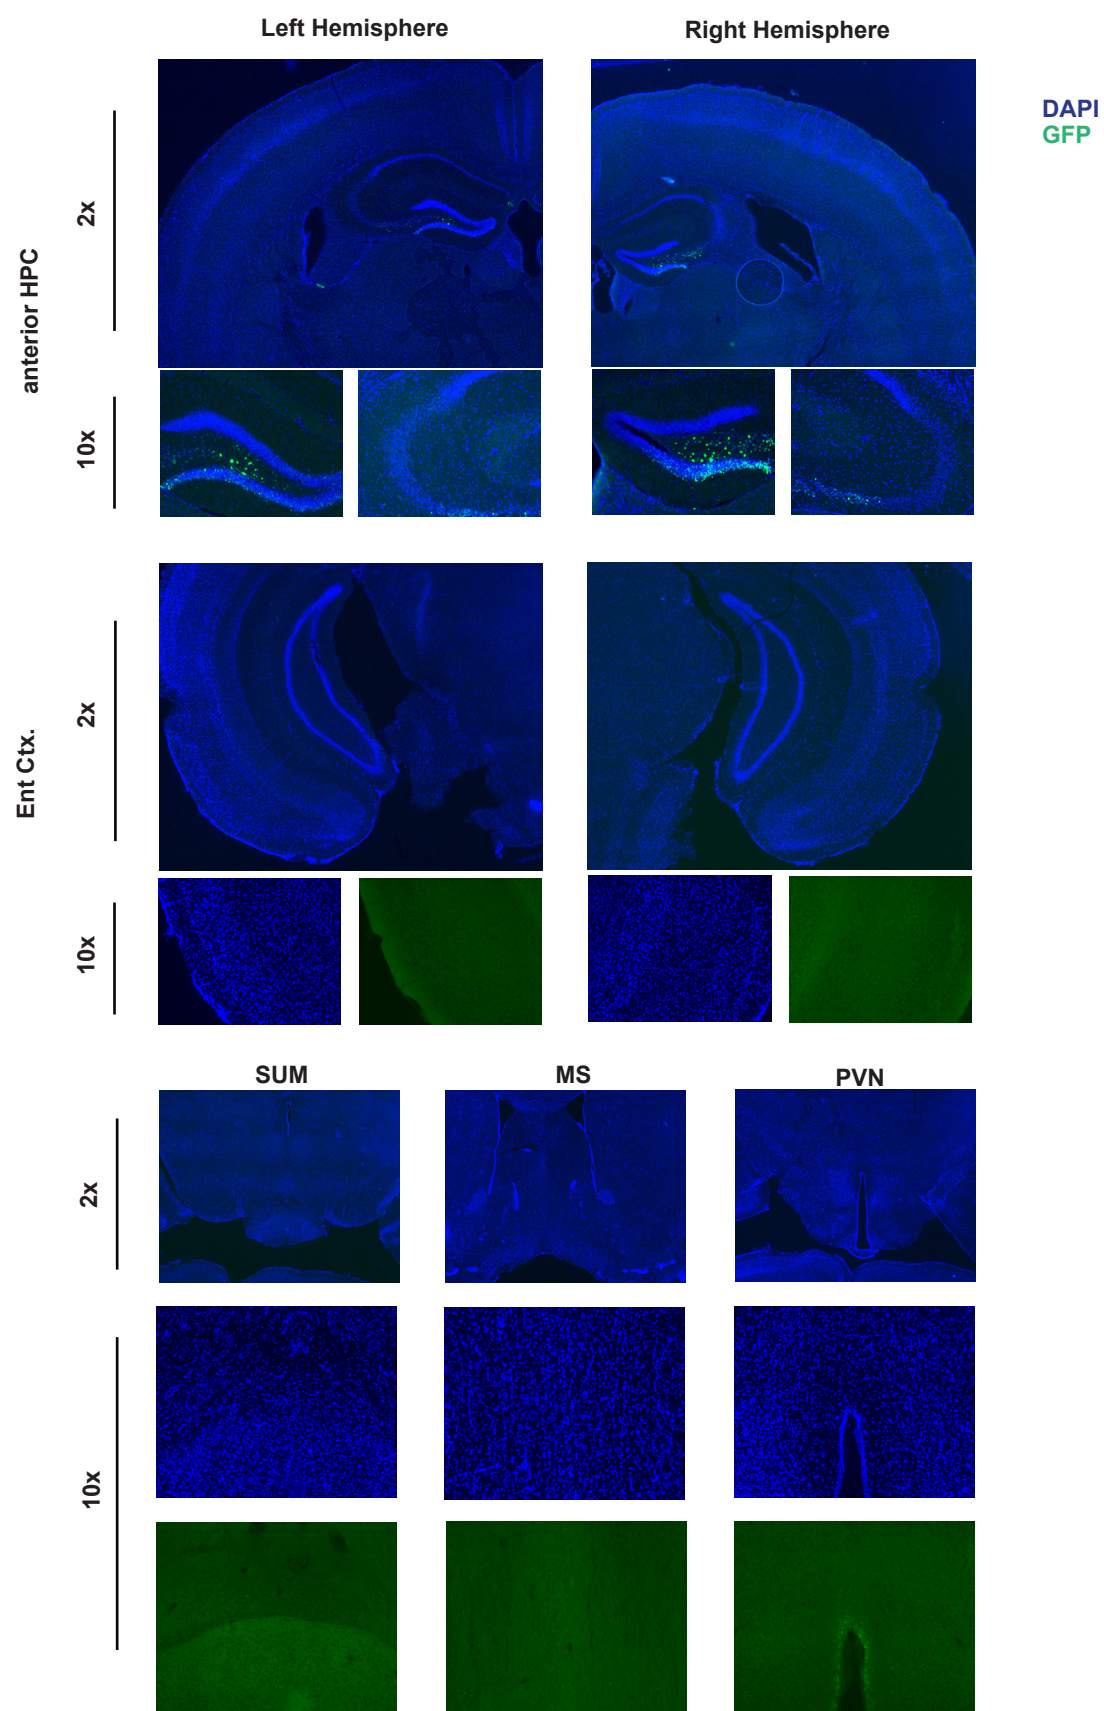 Left Hemisphere
Right Hemisphere
DAPI
GFP
anterior HPC
2x
10x
Ent Ctx.
2x
10x
SUM
MS
PVN
2x
10x